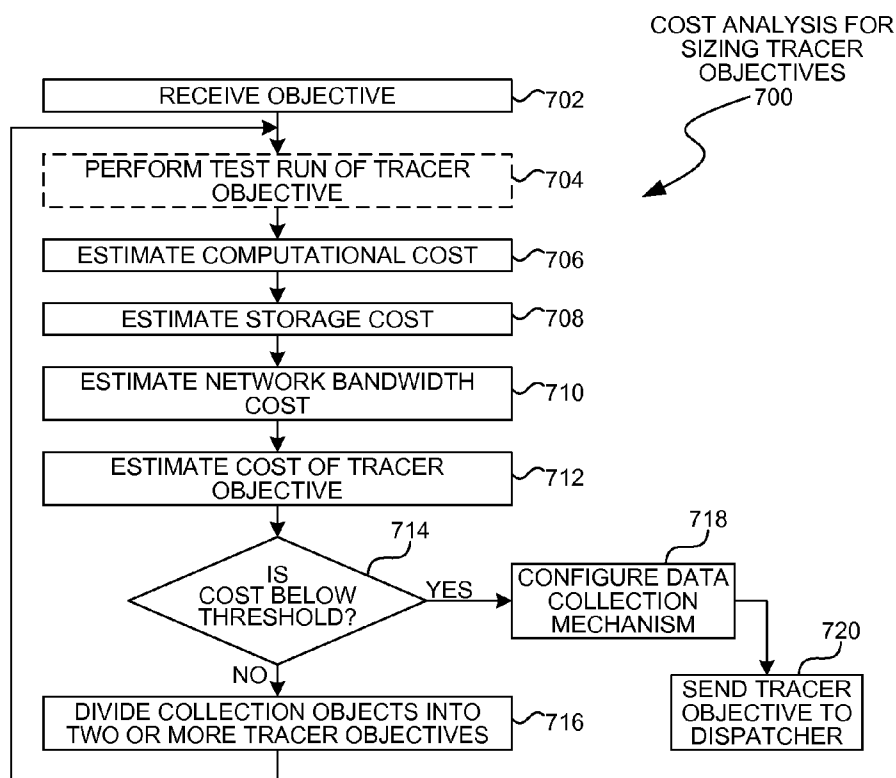 COST ANALYSIS FOR
SIZING TRACER
OBJECTIVES
700
RECEIVE OBJECTIVE
702
PERFORM TEST RUN OF TRACER
OBJECTIVE
704
ESTIMATE COMPUTATIONAL COST
706
ESTIMATE STORAGE COST
708
ESTIMATE NETWORK BANDWIDTH
COST
710
ESTIMATE COST OF TRACER
OBJECTIVE
712
714
IS
COST BELOW
THRESHOLD?
YES
718
CONFIGURE DATA
COLLECTION
MECHANISM
720
SEND TRACER
OBJECTIVE TO
DISPATCHER
NO
DIVIDE COLLECTION OBJECTS INTO
TWO OR MORE TRACER OBJECTIVES
716